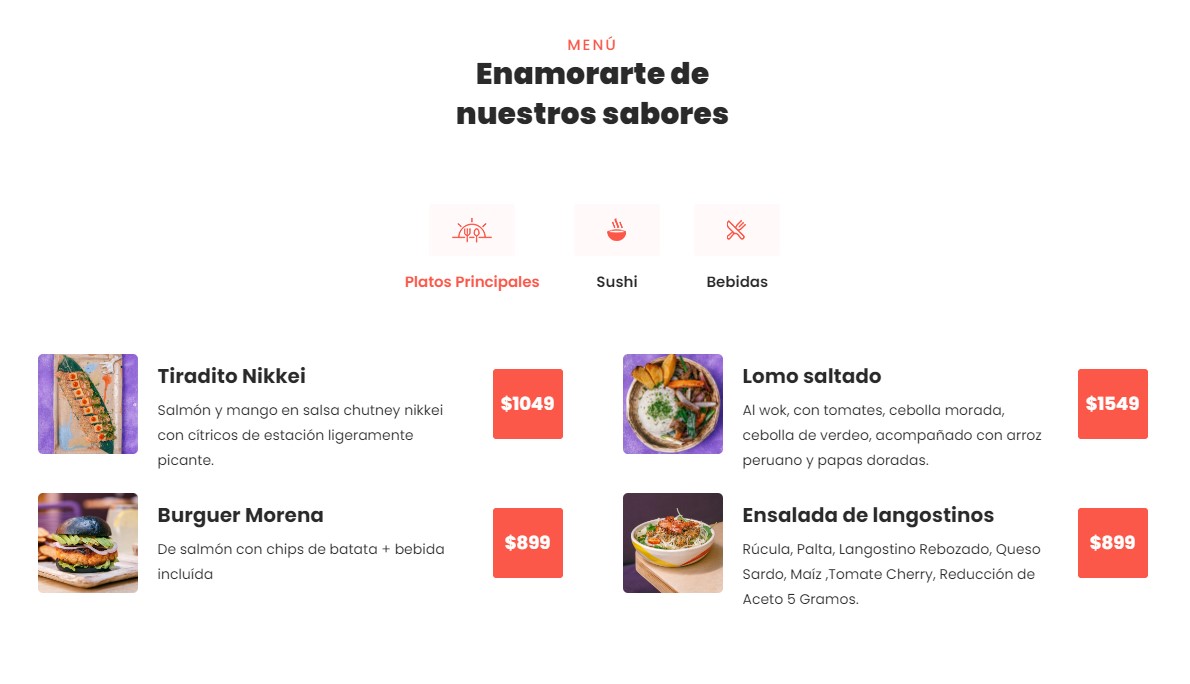 MENÚ
Enamorarte de
nuestros sabores
Platos Principales
Sushi
Bebidas
Tiradito Nikkei
Salmón y mango en salsa chutney nikkei
con cítricos de estación ligeramente
picante.
$1049
Lomo saltado
Al wok, con tomates, cebolla morada,
cebolla de verdeo, acompañado con arroz
peruano y papas doradas.
$1549
Burguer Morena
De salmón con chips de batata + bebida
incluída
$899
Ensalada de langostinos
Rúcula, Palta, Langostino Rebozado, Queso
Sardo, Maíz ,Tomate Cherry, Reducción de
Aceto 5 Gramos.
$899